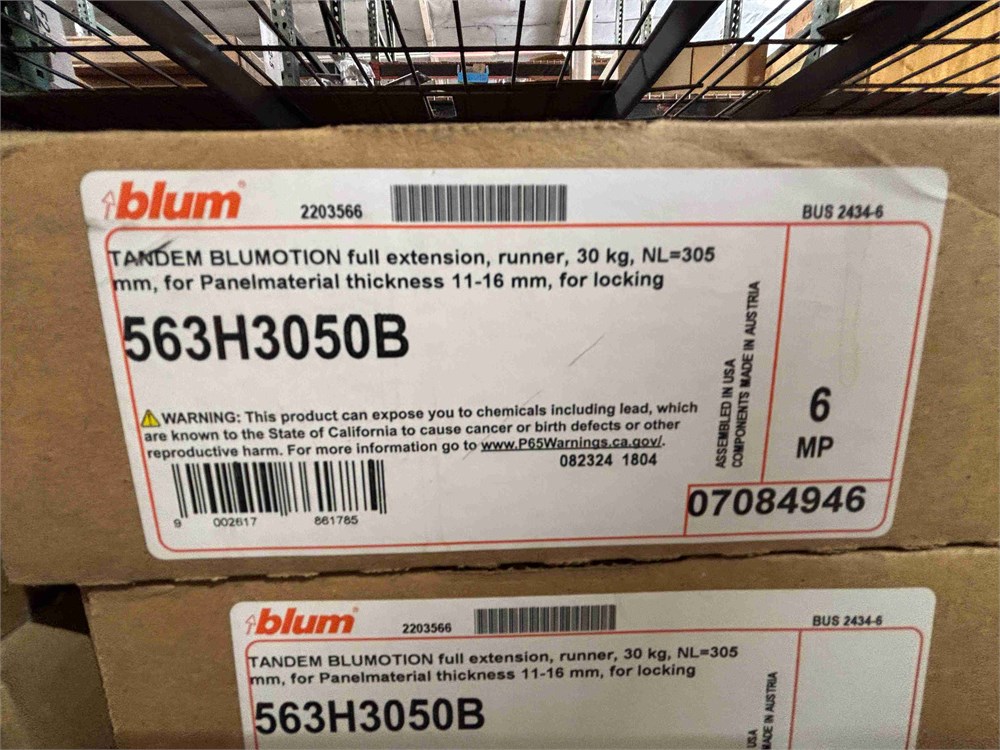 blum
2203566
BUS 2434-6
TANDEM BLUMOTION full extension, runner, 30 kg, NL=305
mm, for Panelmaterial thickness 11-16 mm, for locking
563H3050B
WARNING: This product can expose you to chemicals including lead, which
are known to the State of California to cause cancer or birth defects or other
reproductive harm. For more information go to www.P65Warnings.ca.gov/.
082324 1804
9 002617 861785
ASSEMBLED IN USA
COMPONENTS MADE IN AUSTRIA
6
MP
07084946
blum
2203566
BUS 2434-6
TANDEM BLUMOTION full extension, runner, 30 kg, NL=305
mm, for Panelmaterial thickness 11-16 mm, for locking
563H3050B
USA
MADE IN AUSTRIA